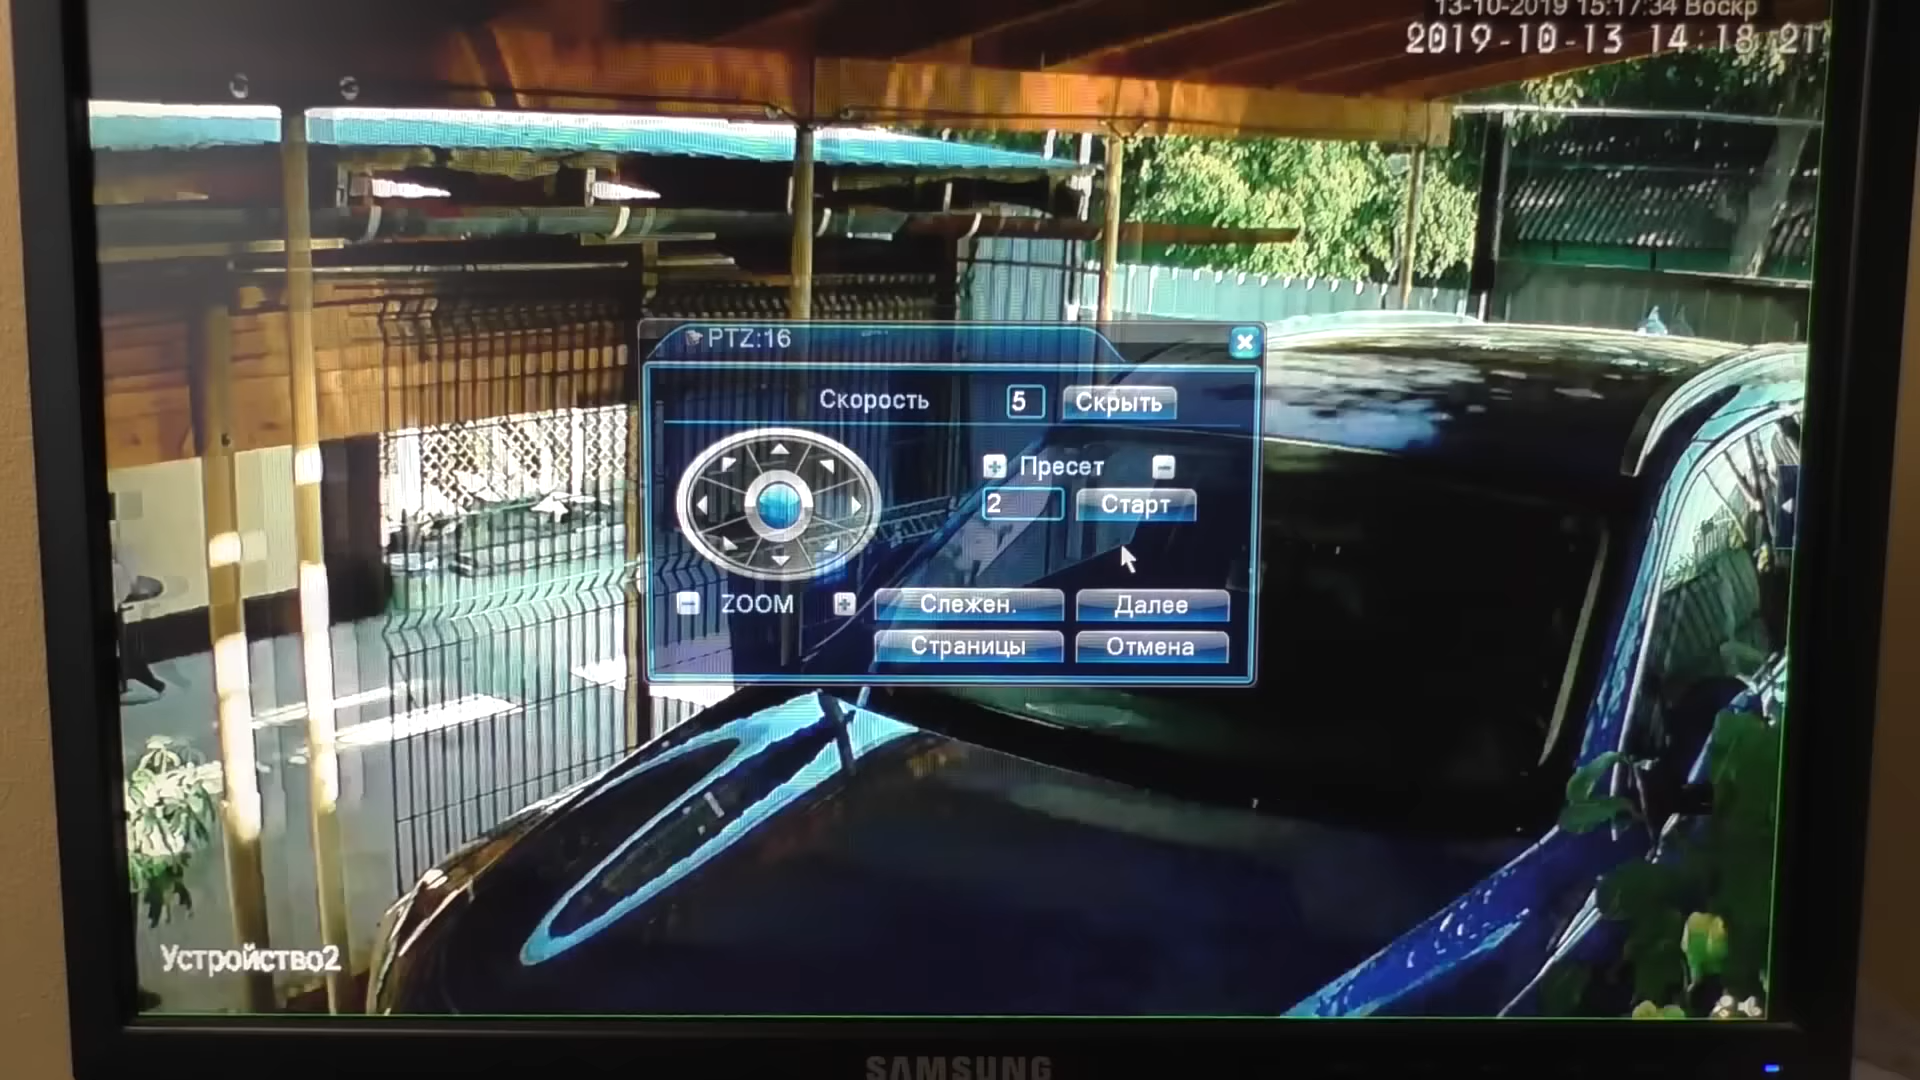 13-10-2019 15:17:34 Воскр
2019-10-13 14:18:21
PTZ:16
Скорость 5 Скрыть
Пресет
2 Старт
ZOOM Слежен. Далее
Страницы Отмена
Устройство2
SAMSUNG